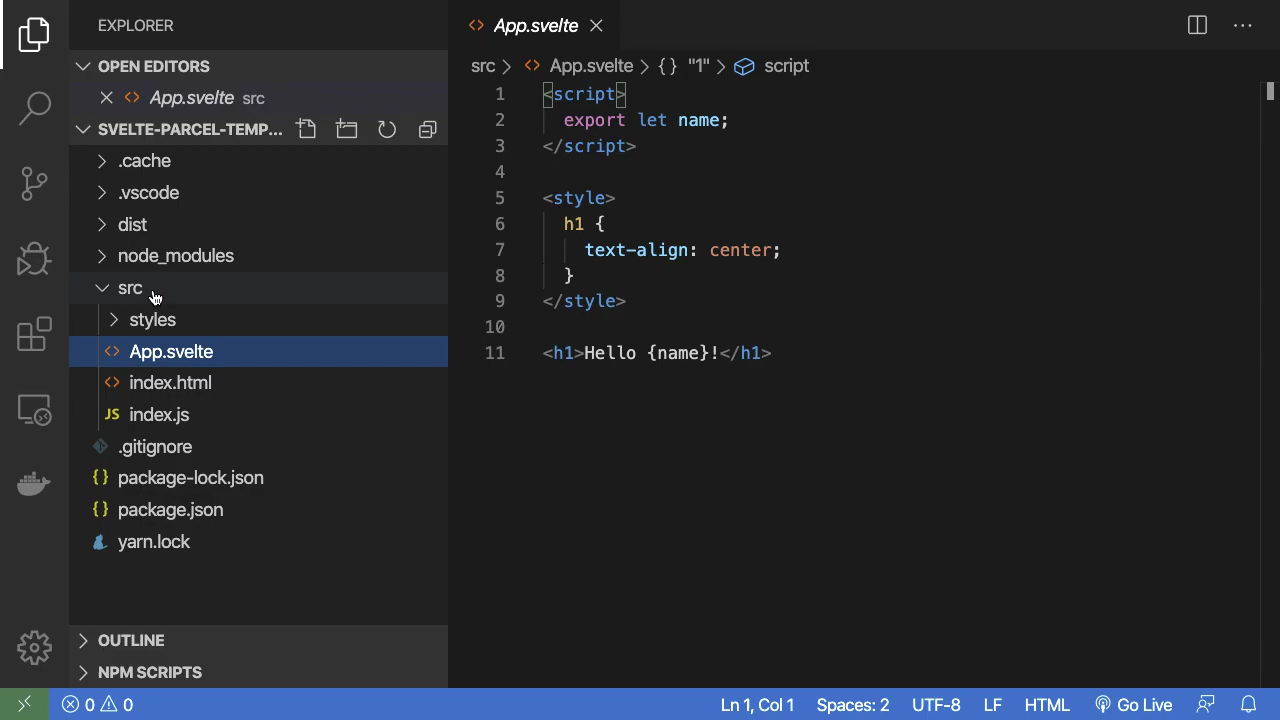 EXPLORER
OPEN EDITORS
App.svelte src
SVELTE-PARCEL-TEMP...
.cache
.vscode
dist
node_modules
src
styles
App.svelte
index.html
JS index.js
.gitignore
{} package-lock.json
{} package.json
yarn.lock
OUTLINE
NPM SCRIPTS
App.svelte
src > App.svelte > {} "1" > script
1 <script>
2 export let name;
3 </script>
4
5 <style>
6 h1 {
7 text-align: center;
8 }
9 </style>
10
11 <h1>Hello {name}!</h1>
0 0 Ln 1, Col 1 Spaces: 2 UTF-8 LF HTML Go Live